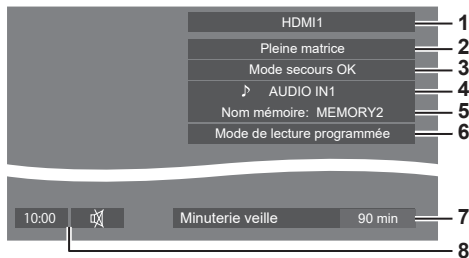 HDMI1 1
Pleine matrice 2
Mode secours OK 3
♪ AUDIO IN1 4
Nom mémoire: MEMORY2 5
Mode de lecture programmée 6
10:00 Minuterie veille 90 min 7
8